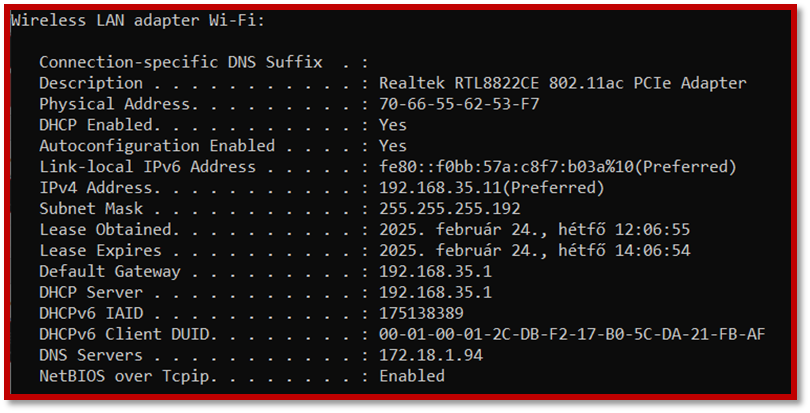 Wireless LAN adapter Wi-Fi:
Connection-specific DNS Suffix  . :
Description . . . . . . . . . . . : Realtek RTL8822CE 802.11ac PCIe Adapter
Physical Address. . . . . . . . . : 70-66-55-62-53-F7
DHCP Enabled. . . . . . . . . . . : Yes
Autoconfiguration Enabled . . . . : Yes
Link-local IPv6 Address . . . . . : fe80::f0bb:57a:c8f7:b03a%10(Preferred)
IPv4 Address. . . . . . . . . . . : 192.168.35.11(Preferred)
Subnet Mask . . . . . . . . . . . : 255.255.255.192
Lease Obtained. . . . . . . . . . : 2025. február 24., hétfő 12:06:55
Lease Expires . . . . . . . . . . : 2025. február 24., hétfő 14:06:54
Default Gateway . . . . . . . . . : 192.168.35.1
DHCP Server . . . . . . . . . . . : 192.168.35.1
DHCPv6 IAID . . . . . . . . . . . : 175138389
DHCPv6 Client DUID. . . . . . . . : 00-01-00-01-2C-DB-F2-17-B0-5C-DA-21-FB-AF
DNS Servers . . . . . . . . . . . : 172.18.1.94
NetBIOS over Tcpip. . . . . . . . : Enabled